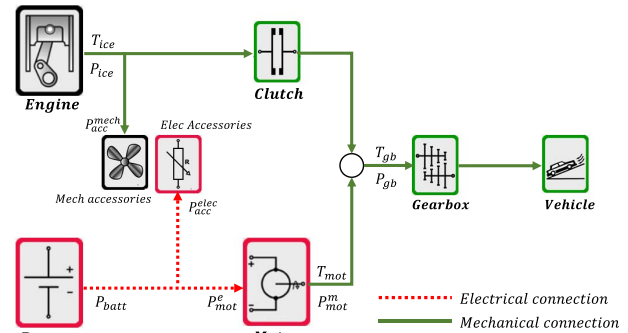 T_ice
P_ice
Engine
Clutch
P_acc^mech
Elec Accessories
R
Mech accessories
P_acc^elec
T_gb
P_gb
Gearbox
Vehicle
+
-
P_batt
P_mot^e
+
-
T_mot
P_mot^m
Electrical connection
Mechanical connection